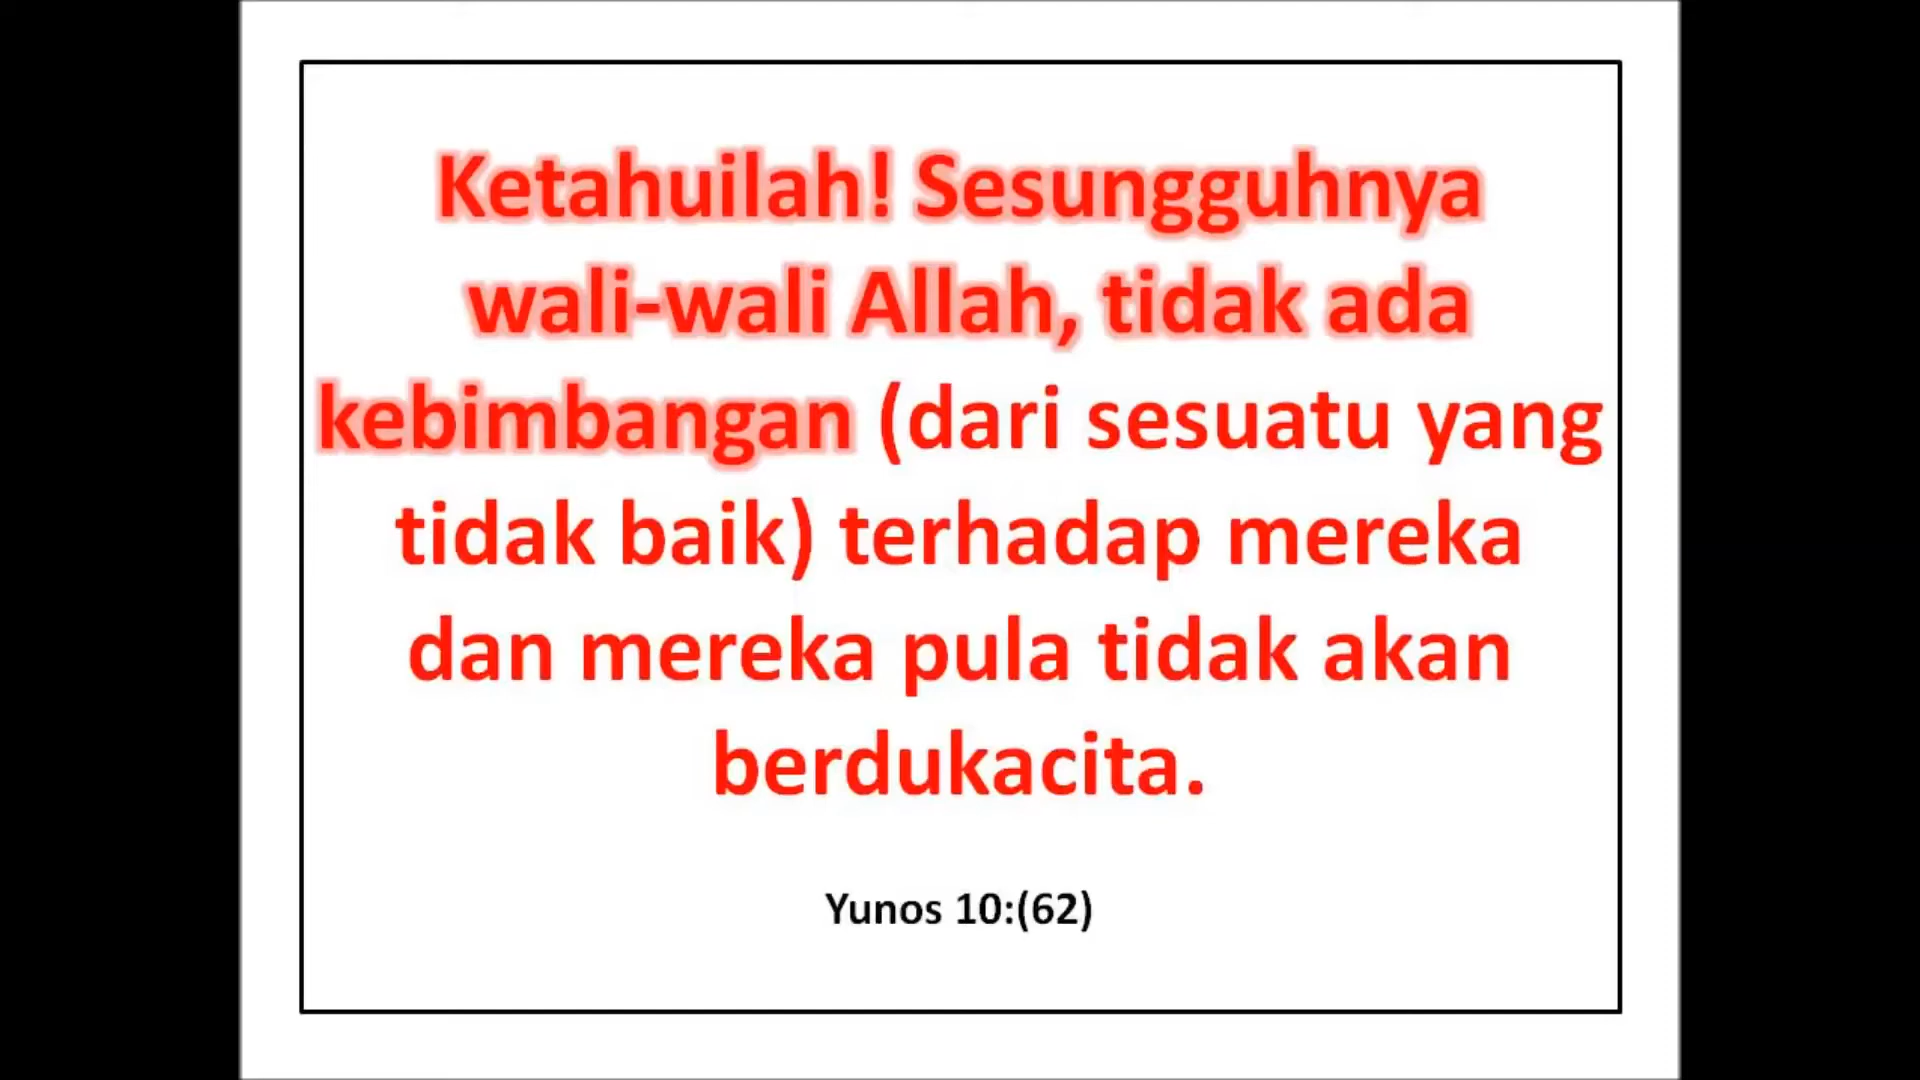 Ketahuilah! Sesungguhnya
wali-wali Allah, tidak ada
kebimbangan (dari sesuatu yang
tidak baik) terhadap mereka
dan mereka pula tidak akan
berdukacita.
Yunos 10:(62)